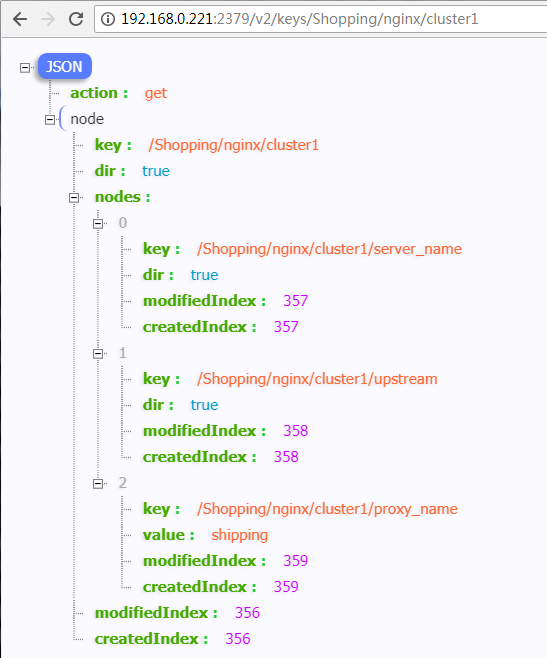 192.168.0.221:2379/v2/keys/Shopping/nginx/cluster1
JSON
action : get
node
key : /Shopping/nginx/cluster1
dir : true
nodes :
0
key : /Shopping/nginx/cluster1/server_name
dir : true
modifiedIndex : 357
createdIndex : 357
1
key : /Shopping/nginx/cluster1/upstream
dir : true
modifiedIndex : 358
createdIndex : 358
2
key : /Shopping/nginx/cluster1/proxy_name
value : shipping
modifiedIndex : 359
createdIndex : 359
modifiedIndex : 356
createdIndex : 356